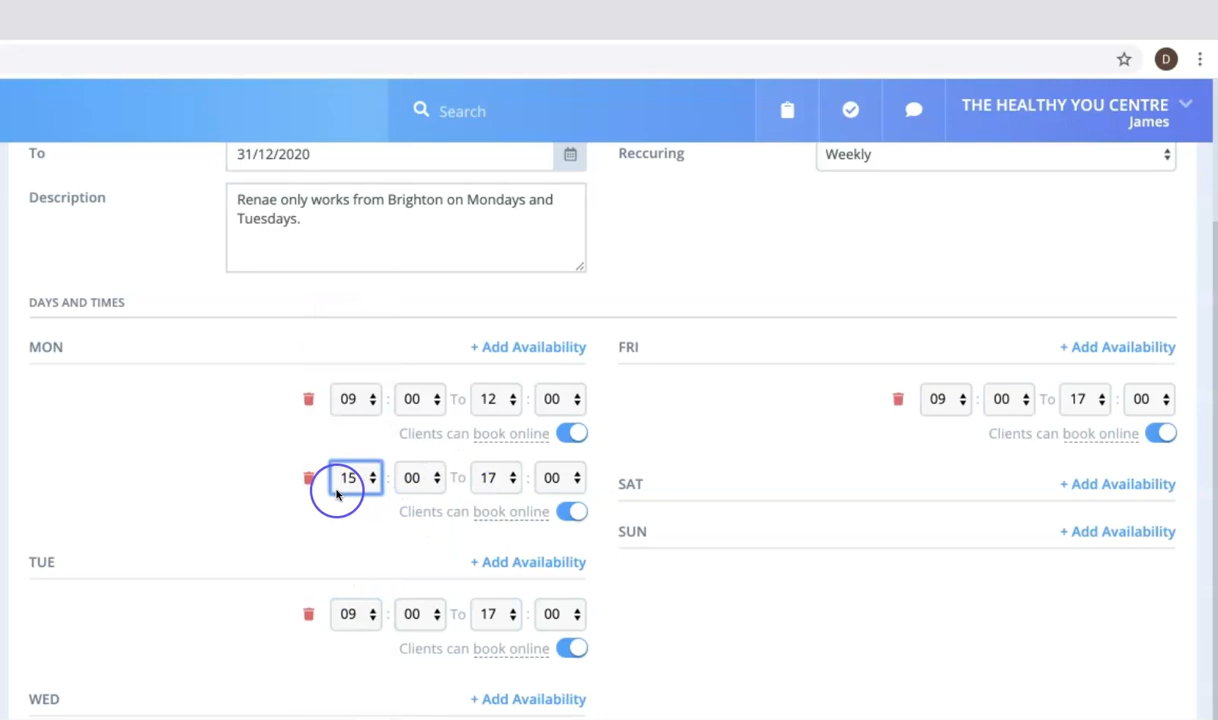 D
Search
THE HEALTHY YOU CENTRE
James
To 31/12/2020 Reccuring Weekly
Description
Renae only works from Brighton on Mondays and
Tuesdays.
DAYS AND TIMES
MON + Add Availability
09 : 00 To 12 : 00
Clients can book online
15 : 00 To 17 : 00
Clients can book online
TUE + Add Availability
09 : 00 To 17 : 00
Clients can book online
WED + Add Availability
FRI + Add Availability
09 : 00 To 17 : 00
Clients can book online
SAT + Add Availability
SUN + Add Availability